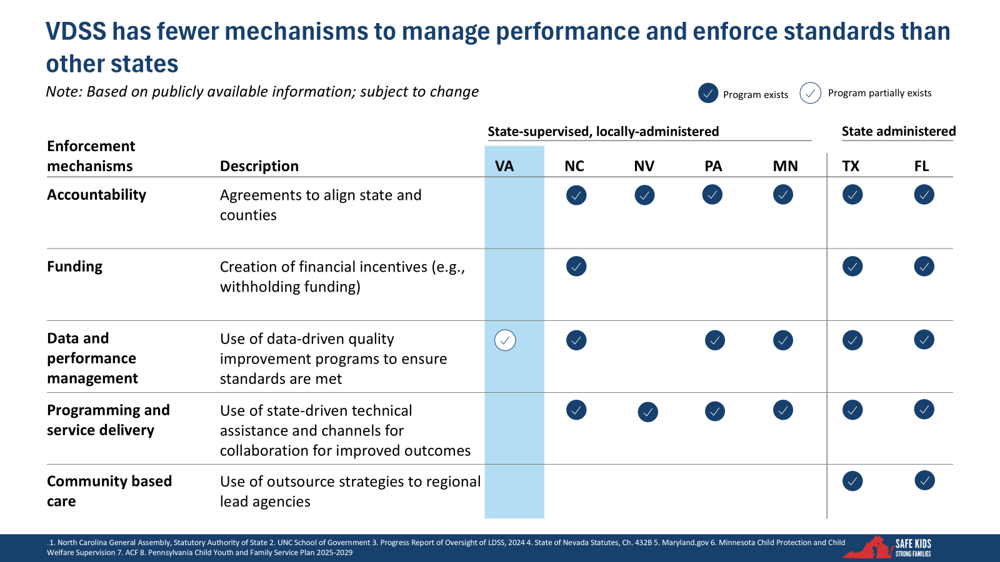 VDSS has fewer mechanisms to manage performance and enforce standards than
other states
Note: Based on publicly available information; subject to change
Program exists
Program partially exists
State-supervised, locally-administered
State administered
Enforcement
mechanisms
Description
VA
NC
NV
PA
MN
TX
FL
Accountability
Agreements to align state and
counties
Funding
Creation of financial incentives (e.g.,
withholding funding)
Data and
performance
management
Use of data-driven quality
improvement programs to ensure
standards are met
Programming and
service delivery
Use of state-driven technical
assistance and channels for
collaboration for improved outcomes
Community based
care
Use of outsource strategies to regional
lead agencies
.1. North Carolina General Assembly, Statutory Authority of State 2. UNC School of Government 3. Progress Report of Oversight of LDSS, 2024 4. State of Nevada Statutes, Ch. 432B 5. Maryland.gov 6. Minnesota Child Protection and Child
Welfare Supervision 7. ACF 8. Pennsylvania Child Youth and Family Service Plan 2025-2029
SAFE KIDS
STRONG FAMILIES